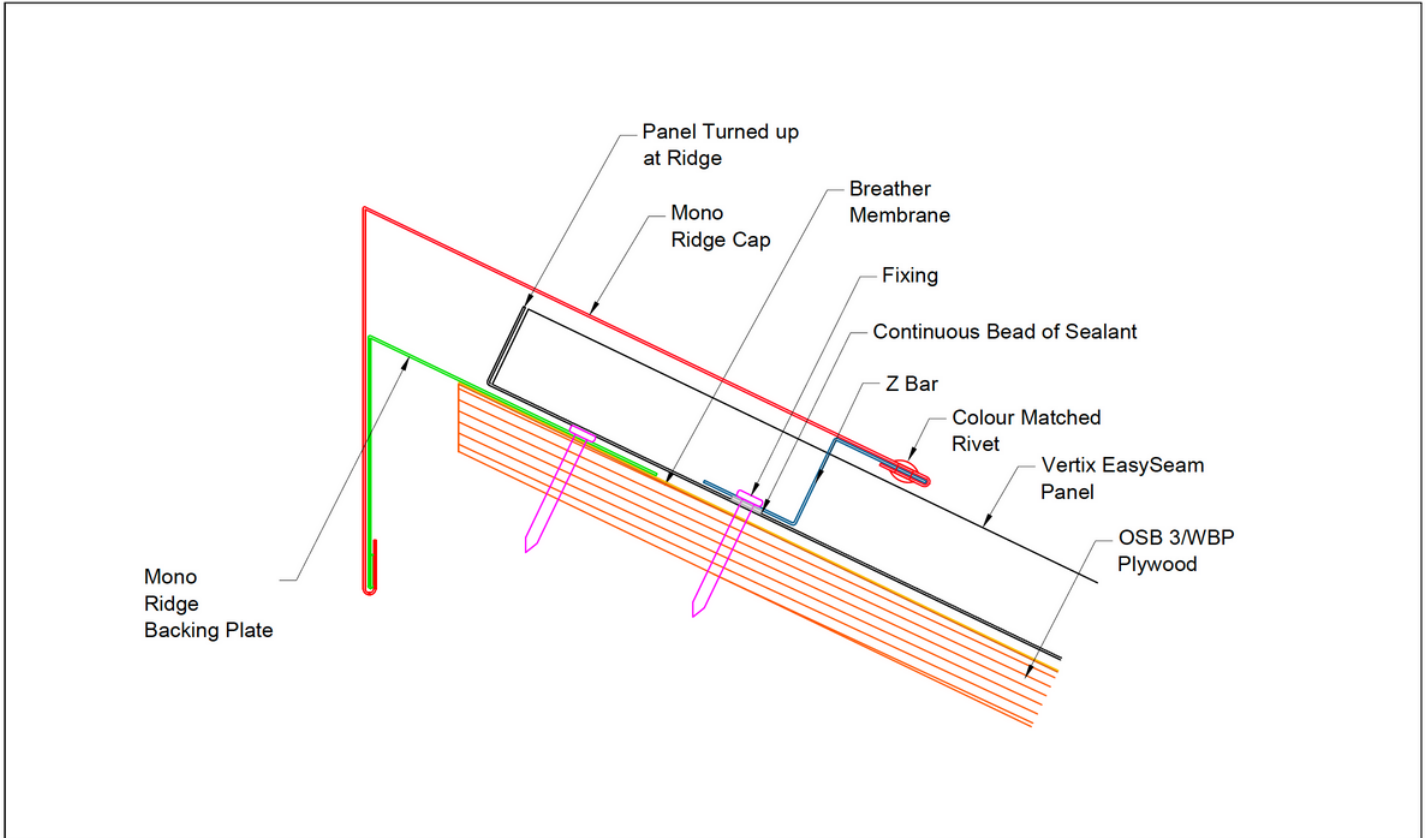 Panel Turned up
at Ridge
Mono
Ridge Cap
Breather
Membrane
Fixing
Continuous Bead of Sealant
Z Bar
Colour Matched
Rivet
Vertix EasySeam
Panel
OSB 3/WBP
Plywood
Mono
Ridge
Backing Plate